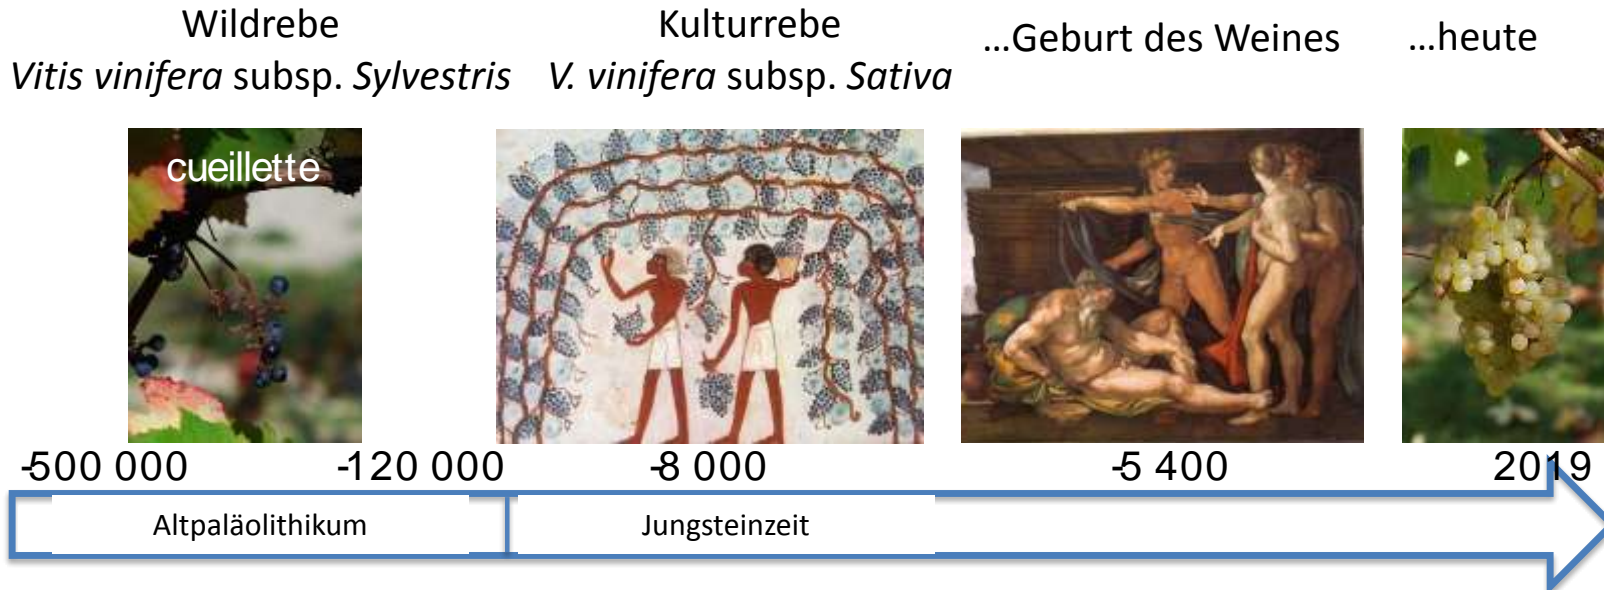 Wildrebe
Vitis vinifera subsp. Sylvestris
Kulturrebe
V. vinifera subsp. Sativa
...Geburt des Weines
...heute
cueillette
-500 000
-120 000
-8 000
-5 400
2019
Altpaläolithikum
Jungsteinzeit